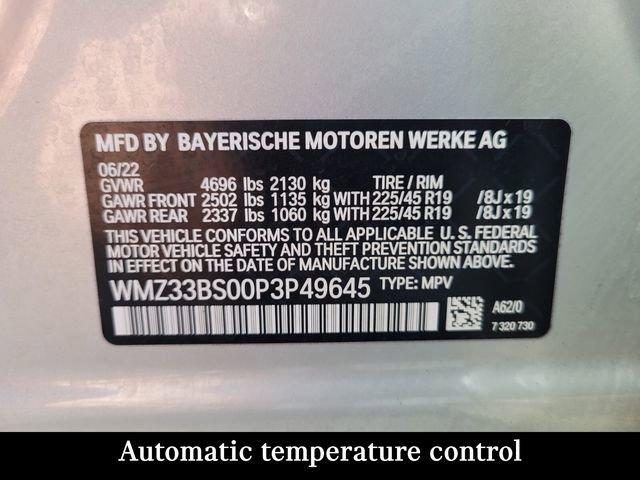 MFD BY BAYERISCHE MOTOREN WERKE AG
06/22
GVWR 4696 lbs 2130 kg TIRE / RIM
GAWR FRONT 2502 lbs 1135 kg WITH 225/45 R19 /8J x 19
GAWR REAR 2337 lbs 1060 kg WITH 225/45 R19 /8J x 19
THIS VEHICLE CONFORMS TO ALL APPLICABLE U. S. FEDERAL
MOTOR VEHICLE SAFETY AND THEFT PREVENTION STANDARDS
IN EFFECT ON THE DATE OF MANUFACTURE SHOWN ABOVE.
WMZ33BS00P3P49645 TYPE: MPV
A62/0
7 320 730
Automatic temperature control